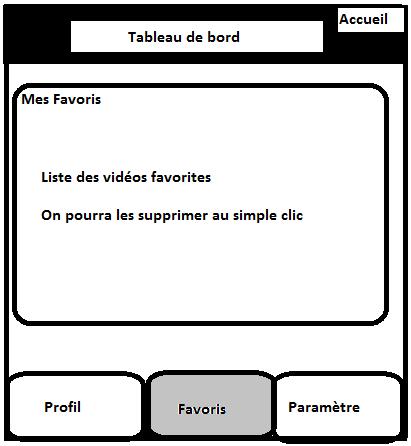 Accueil
Tableau de bord
Mes Favoris
Liste des vidéos favorites
On pourra les supprimer au simple clic
Profil
Favoris
Paramètre